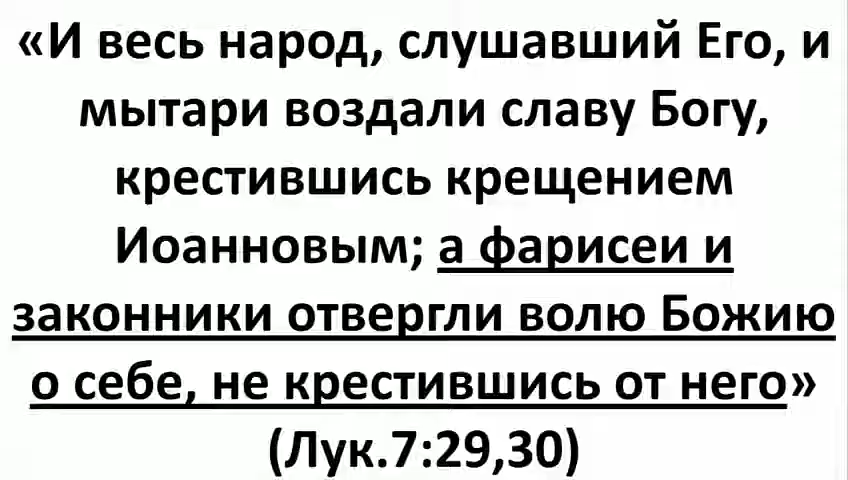 «И весь народ, слушавший Его, и
мытари воздали славу Богу,
крестившись крещением
Иоанновым; а фарисеи и
законники отвергли волю Божию
о себе, не крестившись от него»
(Лук.7:29,30)